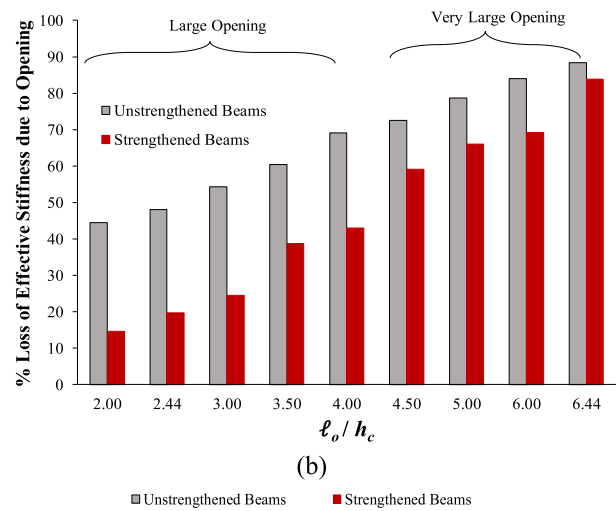 % Loss of Effective Stiffness due to Opening
100
90
80
70
60
50
40
30
20
10
0
Large Opening
Very Large Opening
Unstrengthened Beams
Strengthened Beams
2.00 2.44 3.00 3.50 4.00 4.50 5.00 6.00 6.44
ℓo / hc
(b)
Unstrengthened Beams Strengthened Beams